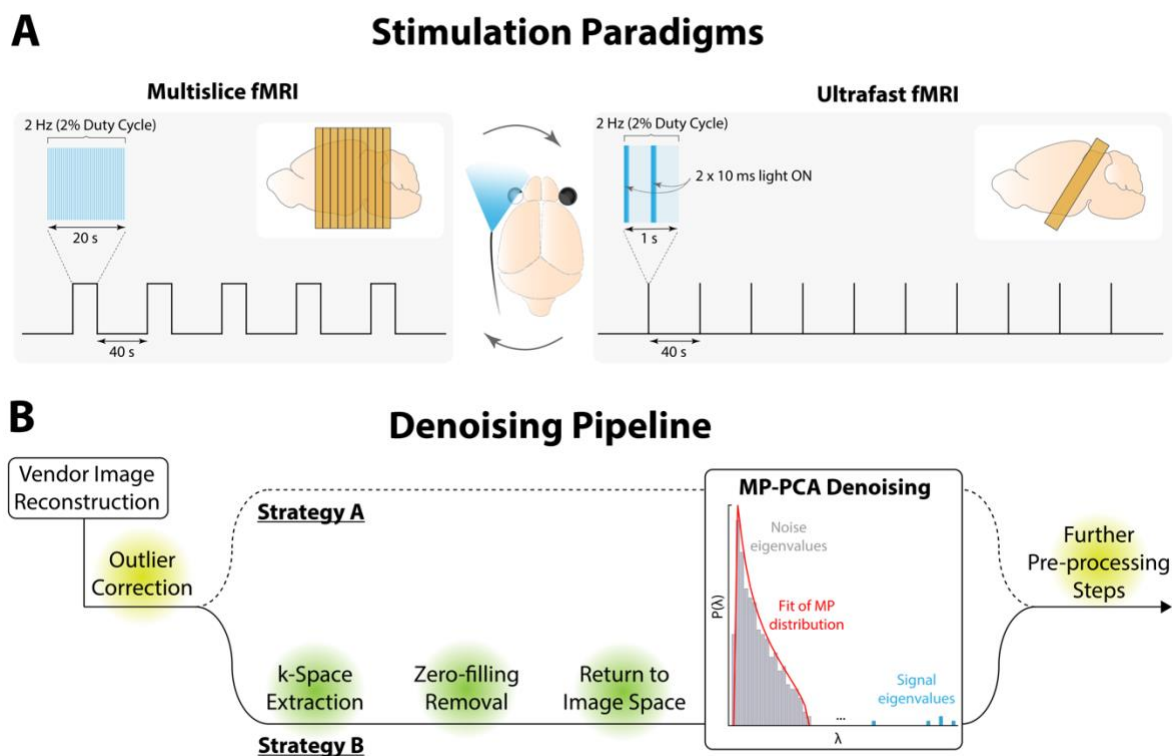 A
Stimulation Paradigms
Multislice fMRI
2 Hz (2% Duty Cycle)
20 s
40 s
Ultrafast fMRI
2 Hz (2% Duty Cycle)
2 x 10 ms light ON
1 s
40 s
B
Denoising Pipeline
Vendor Image
Reconstruction
Outlier
Correction
Strategy A
k-Space
Extraction
Zero-filling
Removal
Return to
Image Space
Strategy B
MP-PCA Denoising
Noise
eigenvalues
Fit of MP
distribution
P(λ)
Signal
eigenvalues
...
λ
Further
Pre-processing
Steps